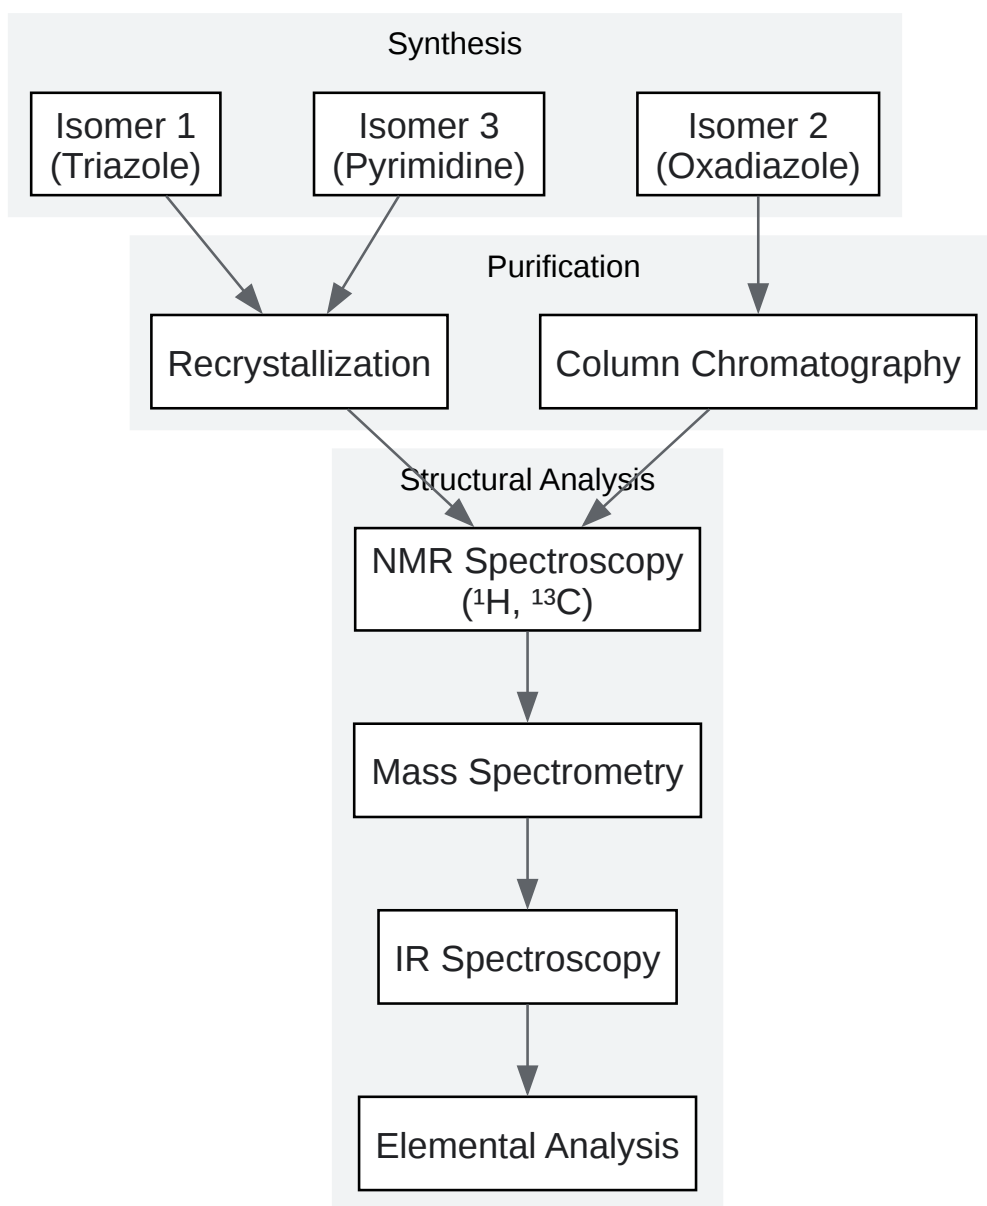 Synthesis
Isomer 1
(Triazole)
Isomer 3
(Pyrimidine)
Isomer 2
(Oxadiazole)
Purification
Recrystallization
Column Chromatography
Structural Analysis
NMR Spectroscopy
(¹H, ¹³C)
Mass Spectrometry
IR Spectroscopy
Elemental Analysis